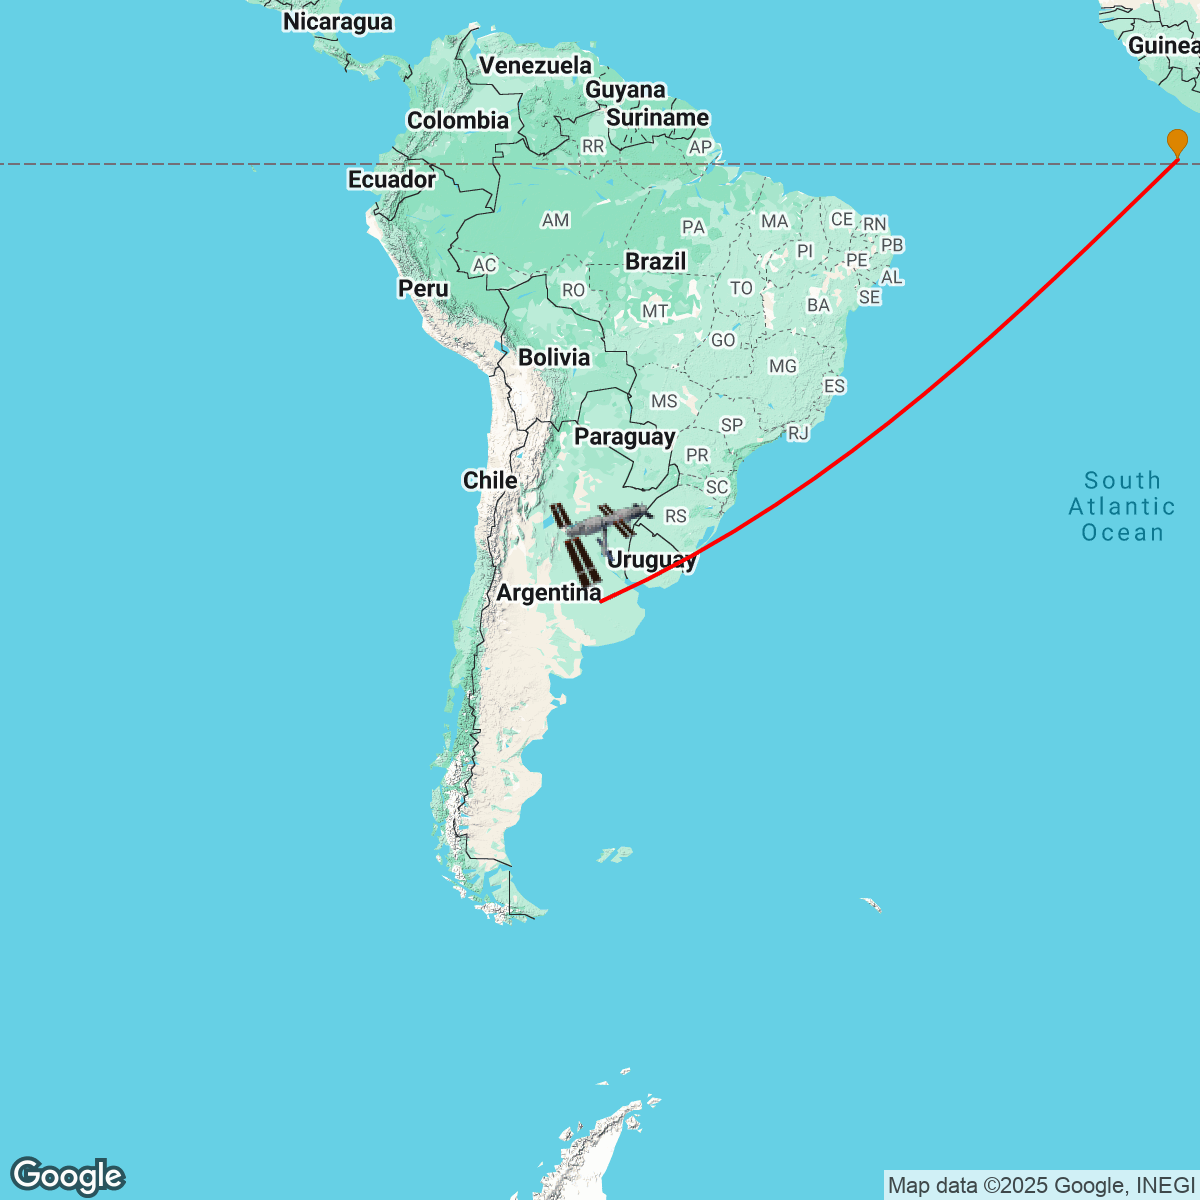 Nicaragua
Guinea
Venezuela
Guyana
Colombia
Suriname
RR
AP
Ecuador
AM
PA
MA
CE
RN
PB
PI
PE
AL
AC
Brazil
TO
SE
BA
Peru
RO
MT
GO
Bolivia
MG
ES
MS
SP
RJ
Paraguay
PR
Chile
SC
South
Atlantic
Ocean
RS
Uruguay
Argentina
Google
Map data ©2025 Google, INEGI